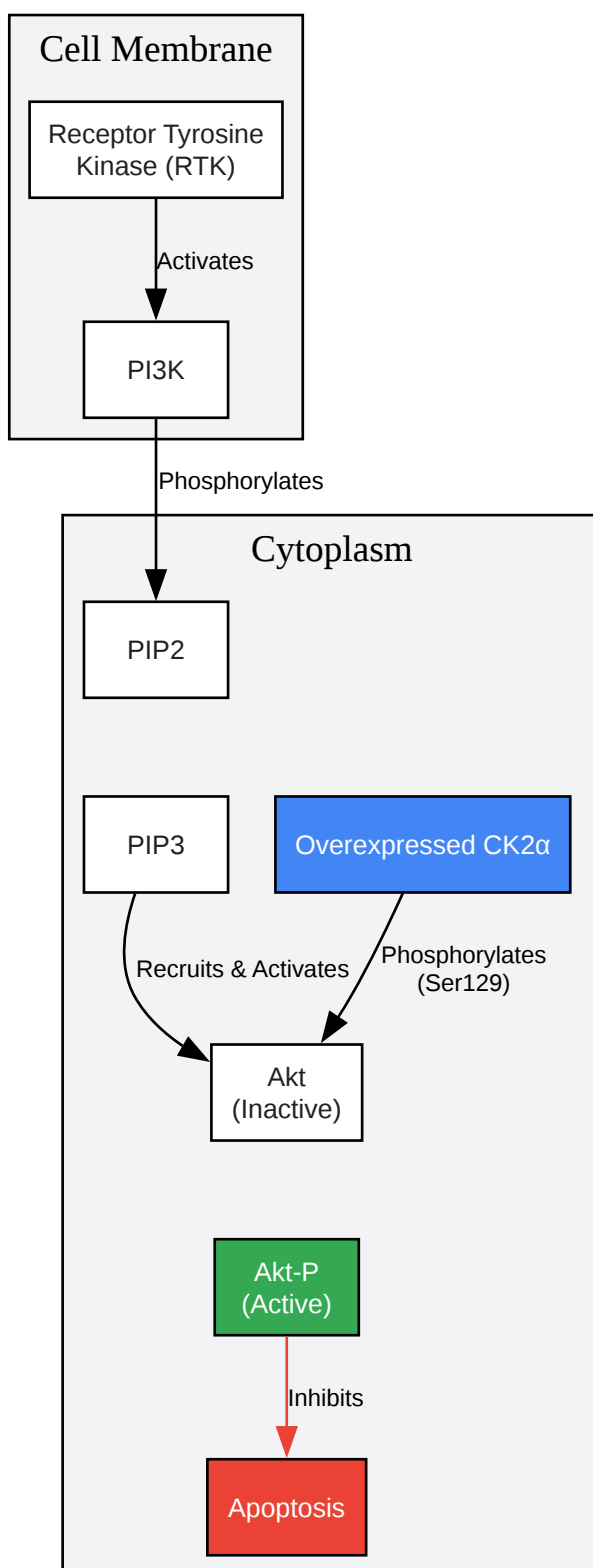 Cell Membrane
Receptor Tyrosine
Kinase (RTK)
Activates
PI3K
Phosphorylates
Cytoplasm
PIP2
PIP3
Overexpressed CK2α
Recruits & Activates
Phosphorylates
(Ser129)
Akt
(Inactive)
Akt-P
(Active)
Inhibits
Apoptosis